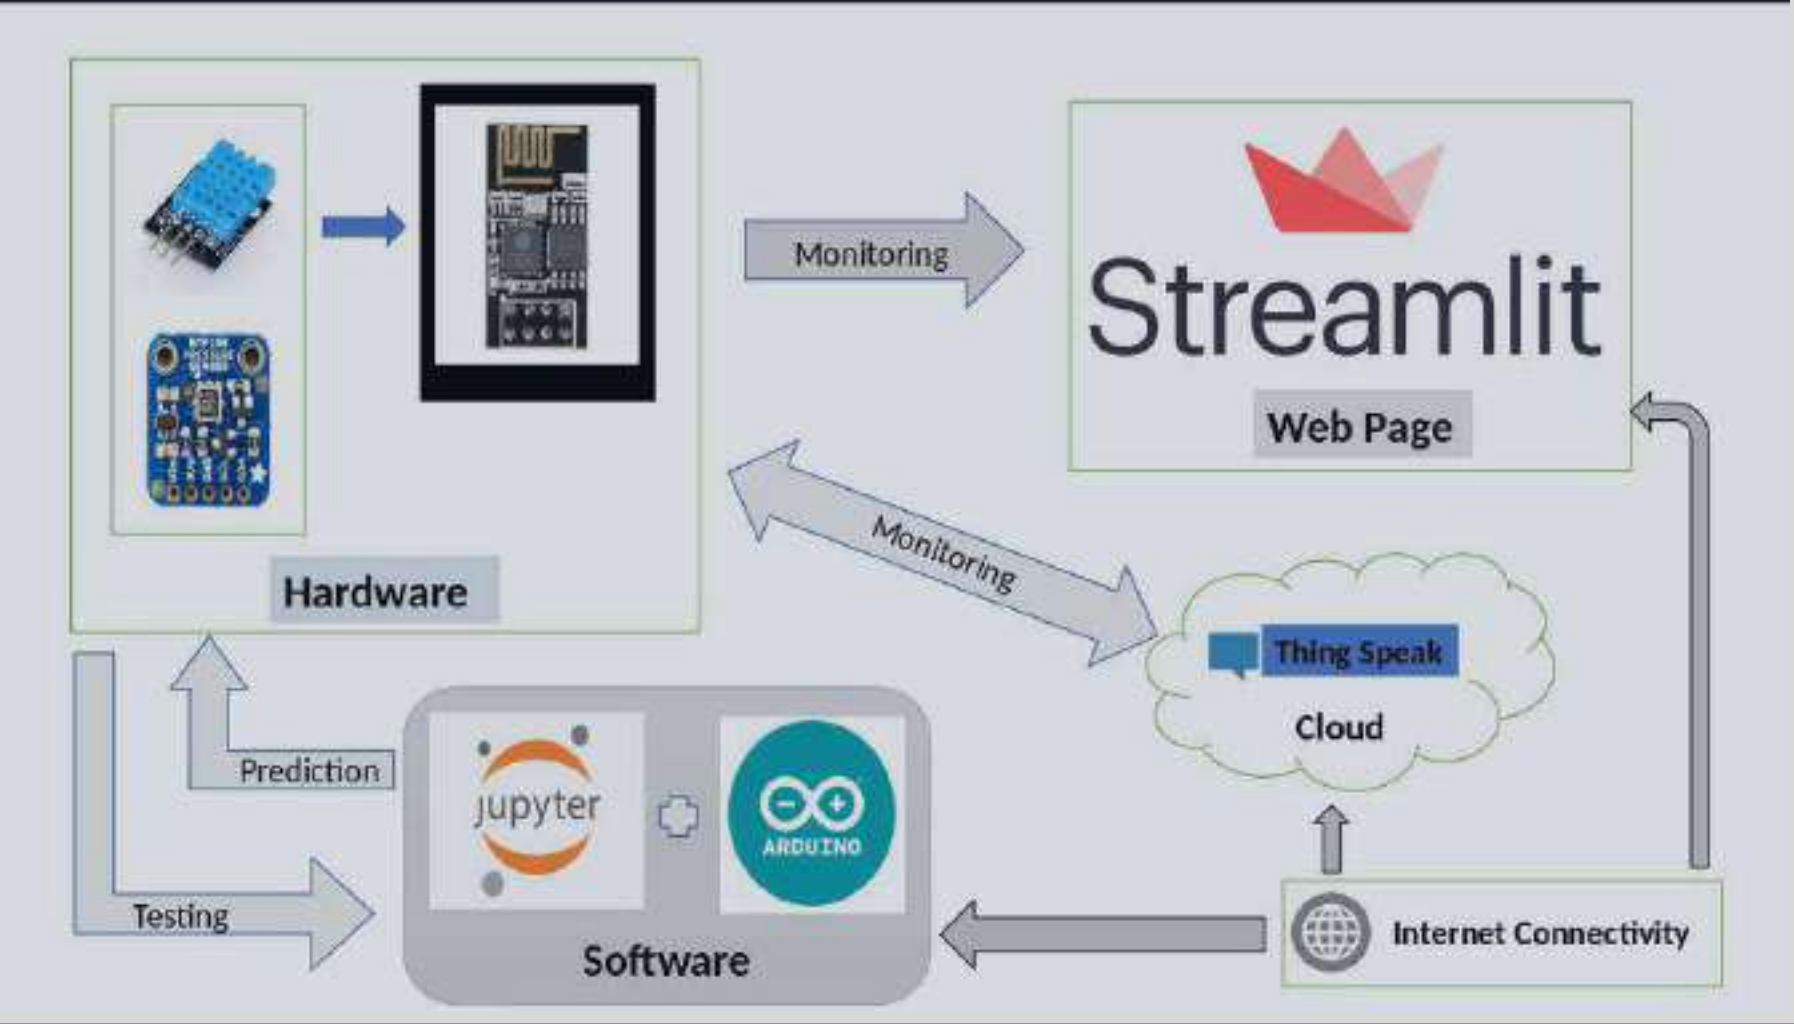 Monitoring
Streamlit
Web Page
Hardware
Monitoring
Thing Speak
Cloud
Prediction
jupyter
ARDUINO
Testing
Software
Internet Connectivity